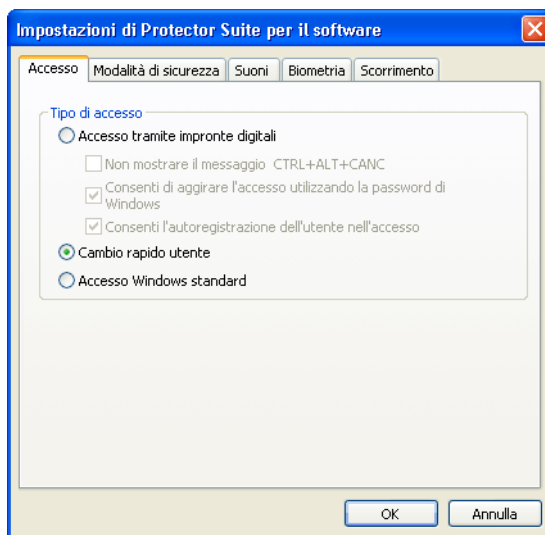 Impostazioni di Protector Suite per il software
Accesso Modalità di sicurezza Suoni Biometria Scorrimento
Tipo di accesso
Accesso tramite impronte digitali
Non mostrare il messaggio CTRL+ALT+CANC
Consenti di aggirare l'accesso utilizzando la password di
Windows
Consenti l'autoregistrazione dell'utente nell'accesso
Cambio rapido utente
Accesso Windows standard
OK Annulla